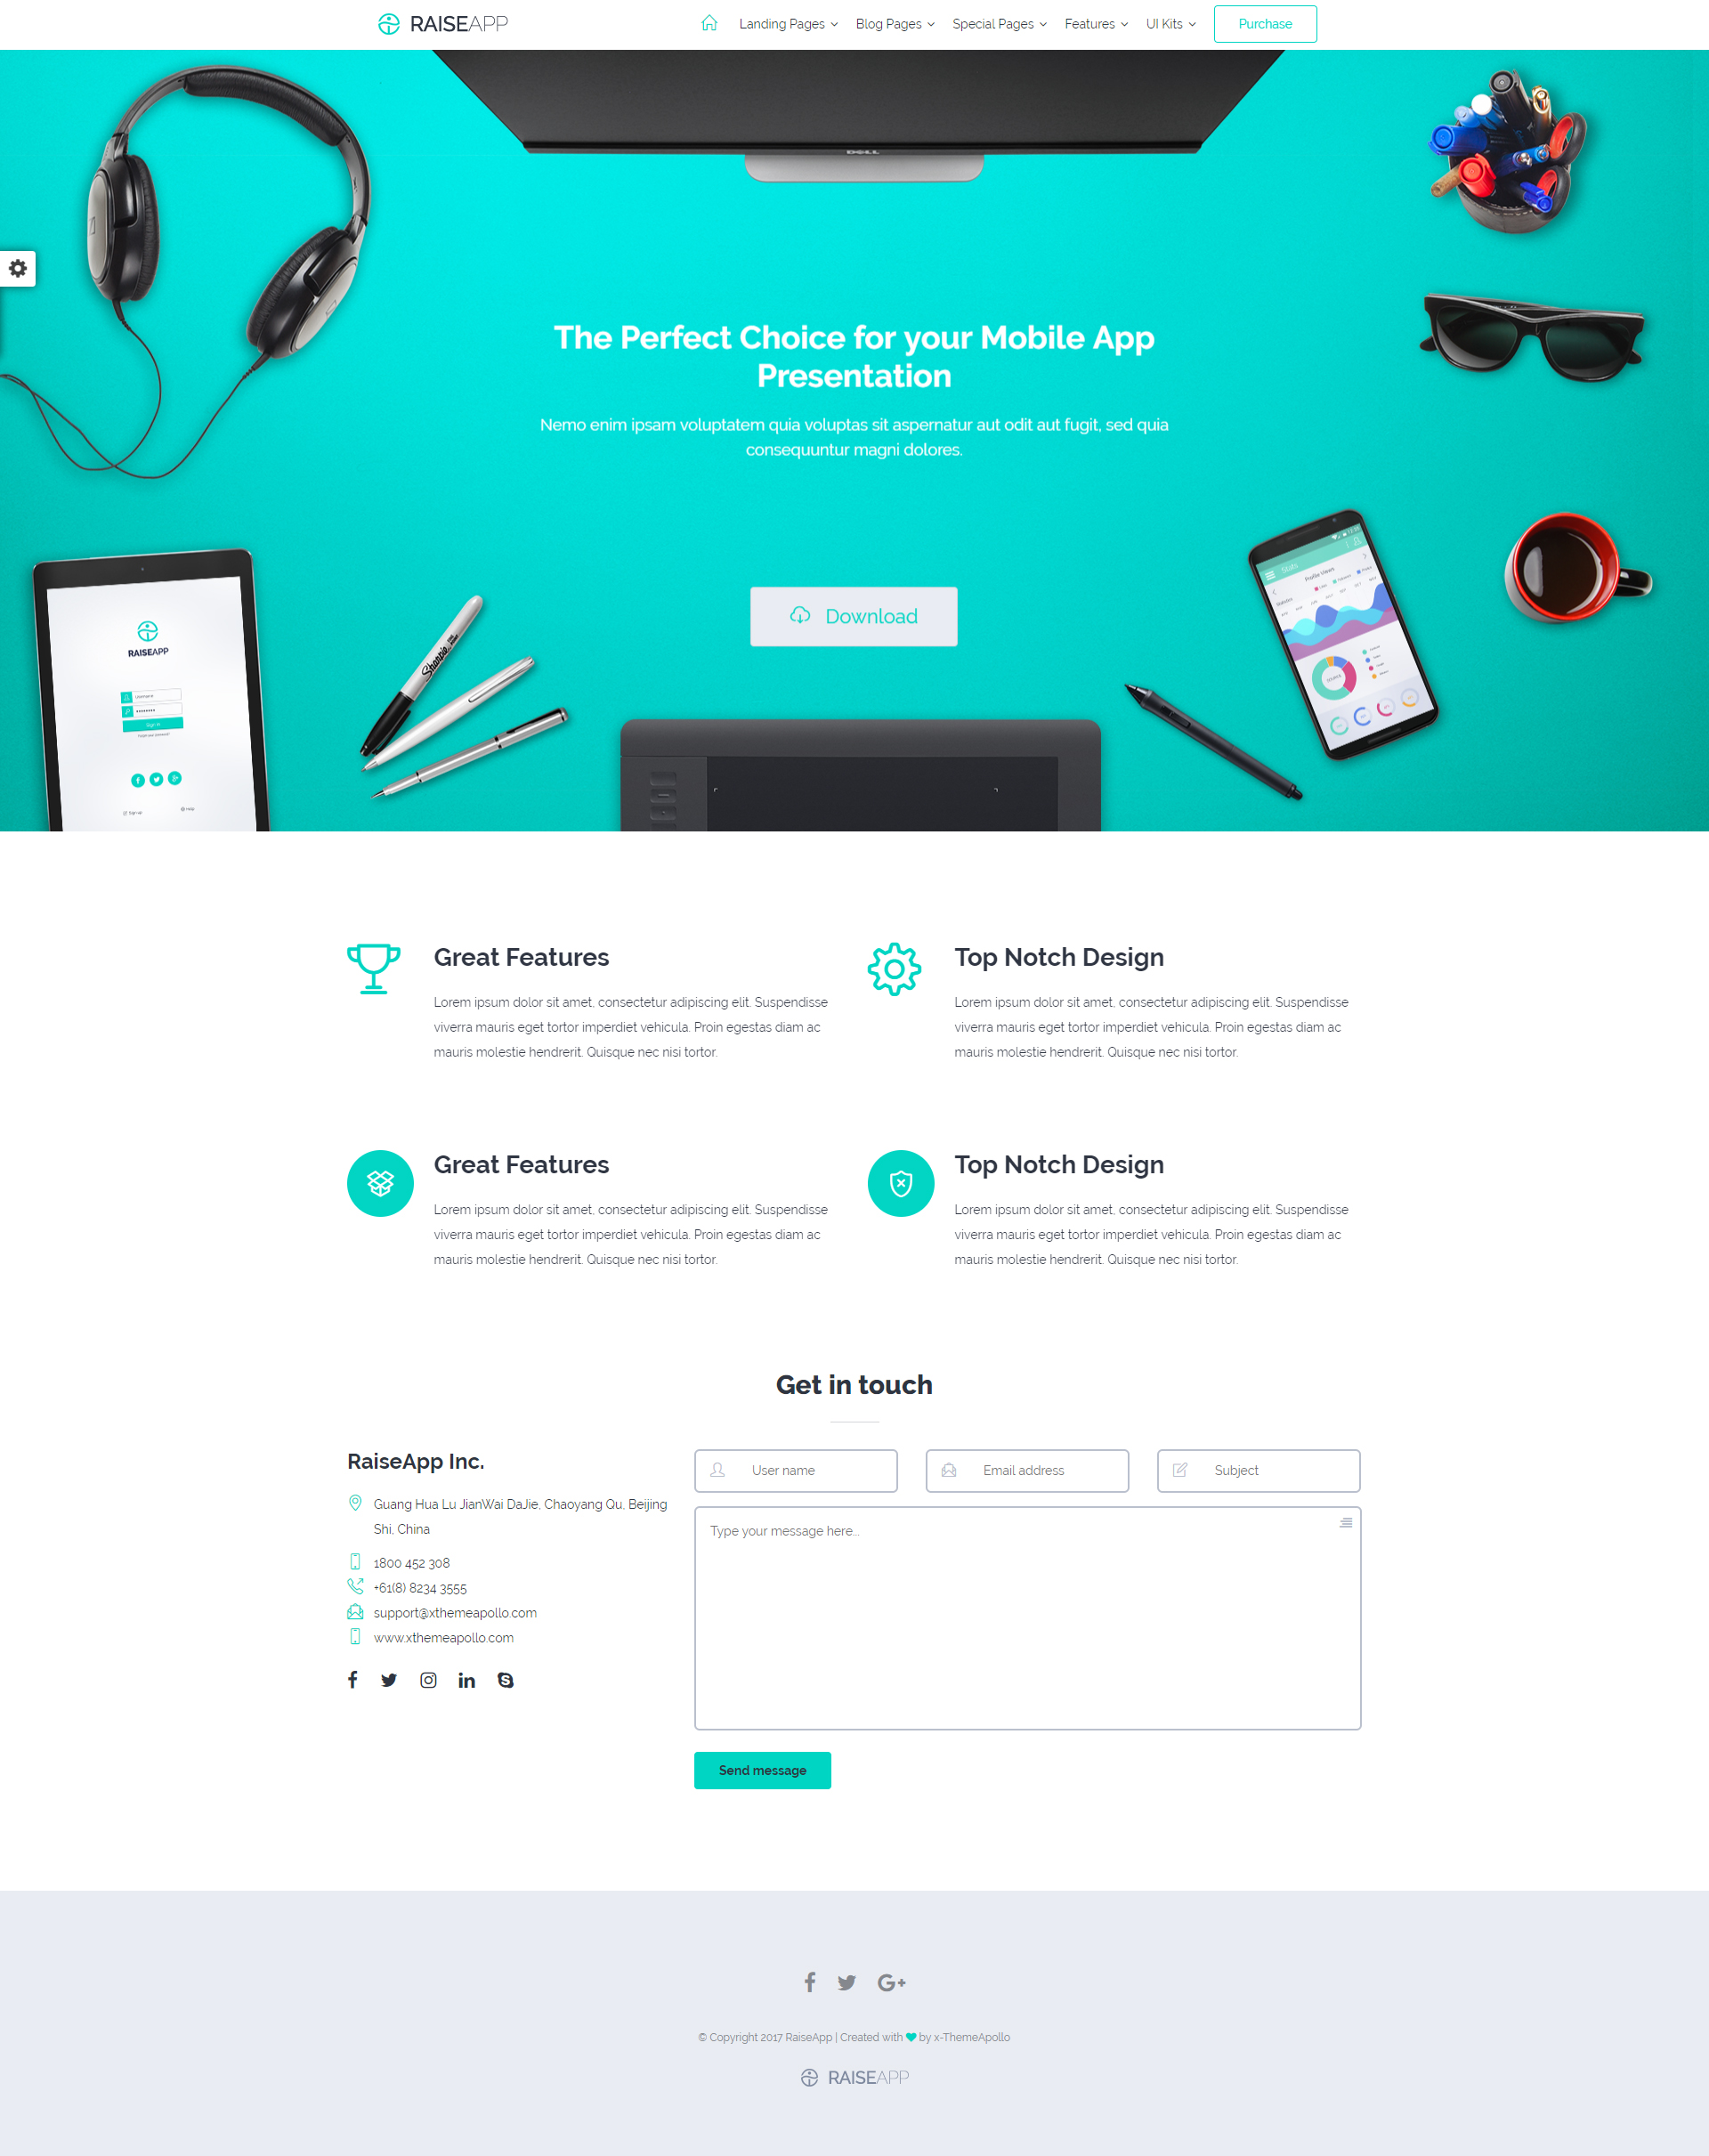 RAISEAPP
Landing Pages Blog Pages Special Pages Features UI Kits Purchase
DELL
The Perfect Choice for your Mobile App
Presentation
Nemo enim ipsam voluptatem quia voluptas sit aspernatur aut odit aut fugit, sed quia
consequuntur magni dolores.
Download
Sharpie
RAISEAPP
Sign in
Stats
Profile Views
Statistics
Great Features
Lorem ipsum dolor sit amet, consectetur adipiscing elit. Suspendisse
viverra mauris eget tortor imperdiet vehicula. Proin egestas diam ac
mauris molestie hendrerit. Quisque nec nisi tortor.
Top Notch Design
Lorem ipsum dolor sit amet, consectetur adipiscing elit. Suspendisse
viverra mauris eget tortor imperdiet vehicula. Proin egestas diam ac
mauris molestie hendrerit. Quisque nec nisi tortor.
Great Features
Lorem ipsum dolor sit amet, consectetur adipiscing elit. Suspendisse
viverra mauris eget tortor imperdiet vehicula. Proin egestas diam ac
mauris molestie hendrerit. Quisque nec nisi tortor.
Top Notch Design
Lorem ipsum dolor sit amet, consectetur adipiscing elit. Suspendisse
viverra mauris eget tortor imperdiet vehicula. Proin egestas diam ac
mauris molestie hendrerit. Quisque nec nisi tortor.
Get in touch
RaiseApp Inc.
Guang Hua Lu JianWai DaJie, Chaoyang Qu, Beijing
Shi, China
1800 452 308
+61(8) 8234 3555
support@xthemeapollo.com
www.xthemeapollo.com
User name Email address Subject
Type your message here...
Send message
© Copyright 2017 RaiseApp | Created with by x-ThemeApollo
RAISEAPP